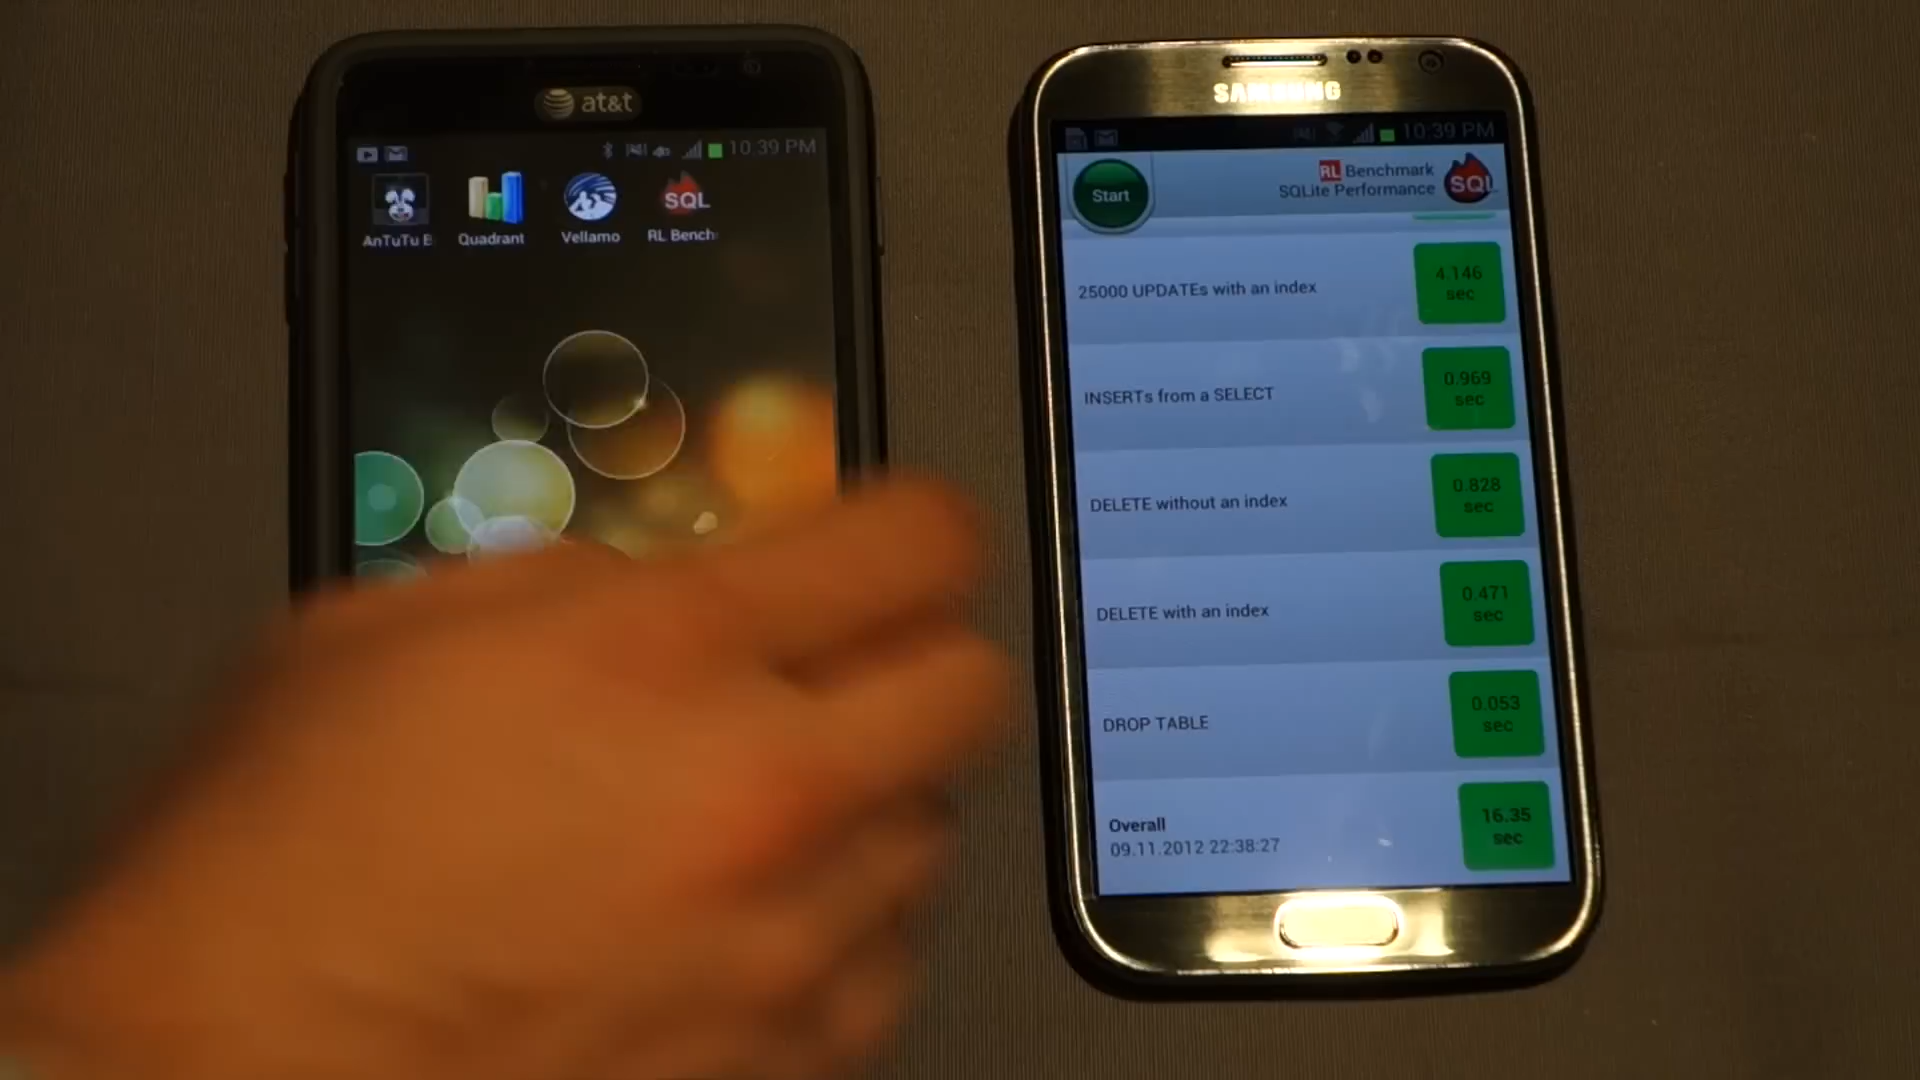 at&t
10:39 PM
AnTuTu B
Quadrant
Vellamo
SQL
RL Bench
SAMSUNG
10:39 PM
Start
RL Benchmark
SQLite Performance
SQL
25000 UPDATEs with an index
4.146
sec
INSERTs from a SELECT
0.969
sec
DELETE without an index
0.828
sec
DELETE with an index
0.471
sec
DROP TABLE
0.053
sec
Overall
09.11.2012 22:38:27
16.35
sec